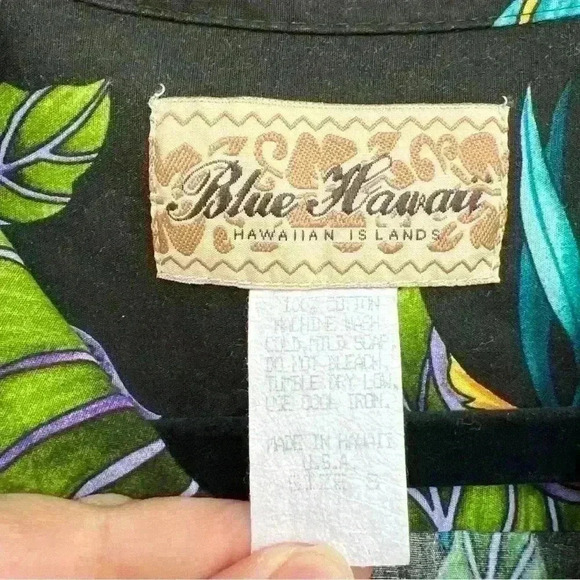 Blue Hawaii
HAWAIIAN ISLANDS
100% COTTON
MACHINE WASH
COLD, MILD SOAP
DO NOT BLEACH,
TUMBLE DRY LOW,
USE COOL IRON.
MADE IN HAWAII
U.S.A.
SIZE S